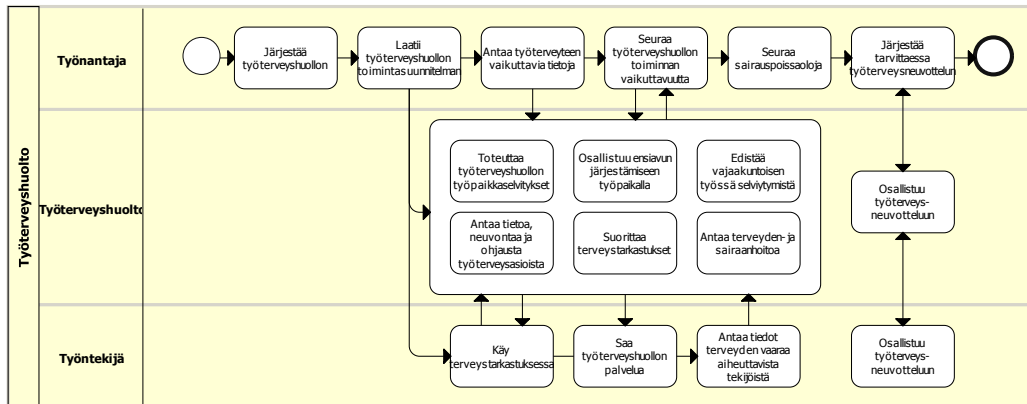 Työterveyshuolto
Työnantaja
Järjestää
työterveyshuollon
Laatii
työterveyshuollon
toimintasuunnitelman
Antaa työterveyteen
vaikuttavia tietoja
Seuraa
työterveyshuollon
toiminnan
vaikuttavuutta
Seuraa
sairauspoissaoloja
Järjestää
tarvittaessa
työterveysneuvottelun
Työterveyshuolto
Toteuttaa
työterveyshuollon
työpaikkaselvitykset
Osallistuu ensiavun
järjestämiseen
työpaikalla
Edistää
vajaakuntoisen
työssä selviytymistä
Antaa tietoa,
neuvontaa ja
ohjausta
työterveysasioista
Suorittaa
terveystarkastukset
Antaa terveyden- ja
sairaanhoitoa
Osallistuu
työterveys-
neuvotteluun
Työntekijä
Käy
terveystarkastuksessa
Saa
työterveyshuollon
palvelua
Antaa tiedot
terveyden vaaraa
aiheuttavista
tekijöistä
Osallistuu
työterveys-
neuvotteluun